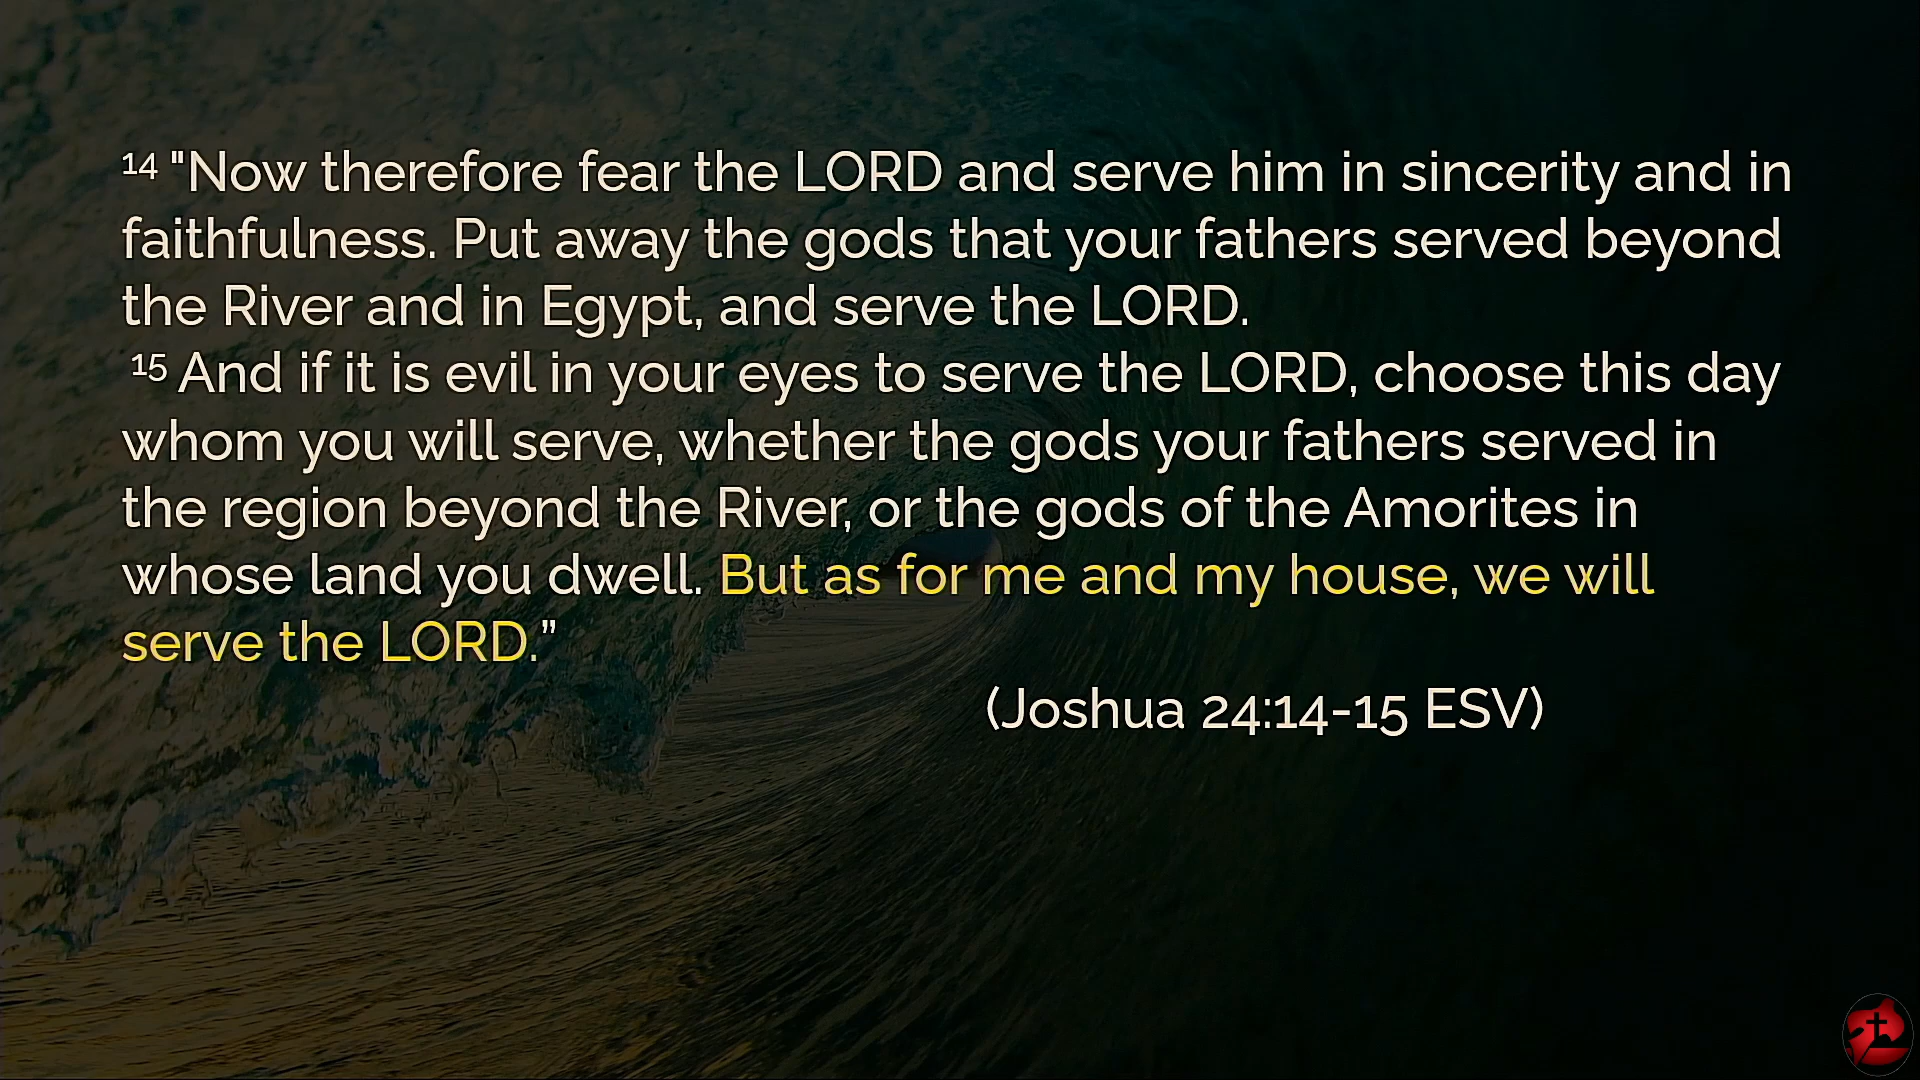 14 "Now therefore fear the LORD and serve him in sincerity and in
faithfulness. Put away the gods that your fathers served beyond
the River and in Egypt, and serve the LORD.
15 And if it is evil in your eyes to serve the LORD, choose this day
whom you will serve, whether the gods your fathers served in
the region beyond the River, or the gods of the Amorites in
whose land you dwell. But as for me and my house, we will
serve the LORD.”
(Joshua 24:14-15 ESV)